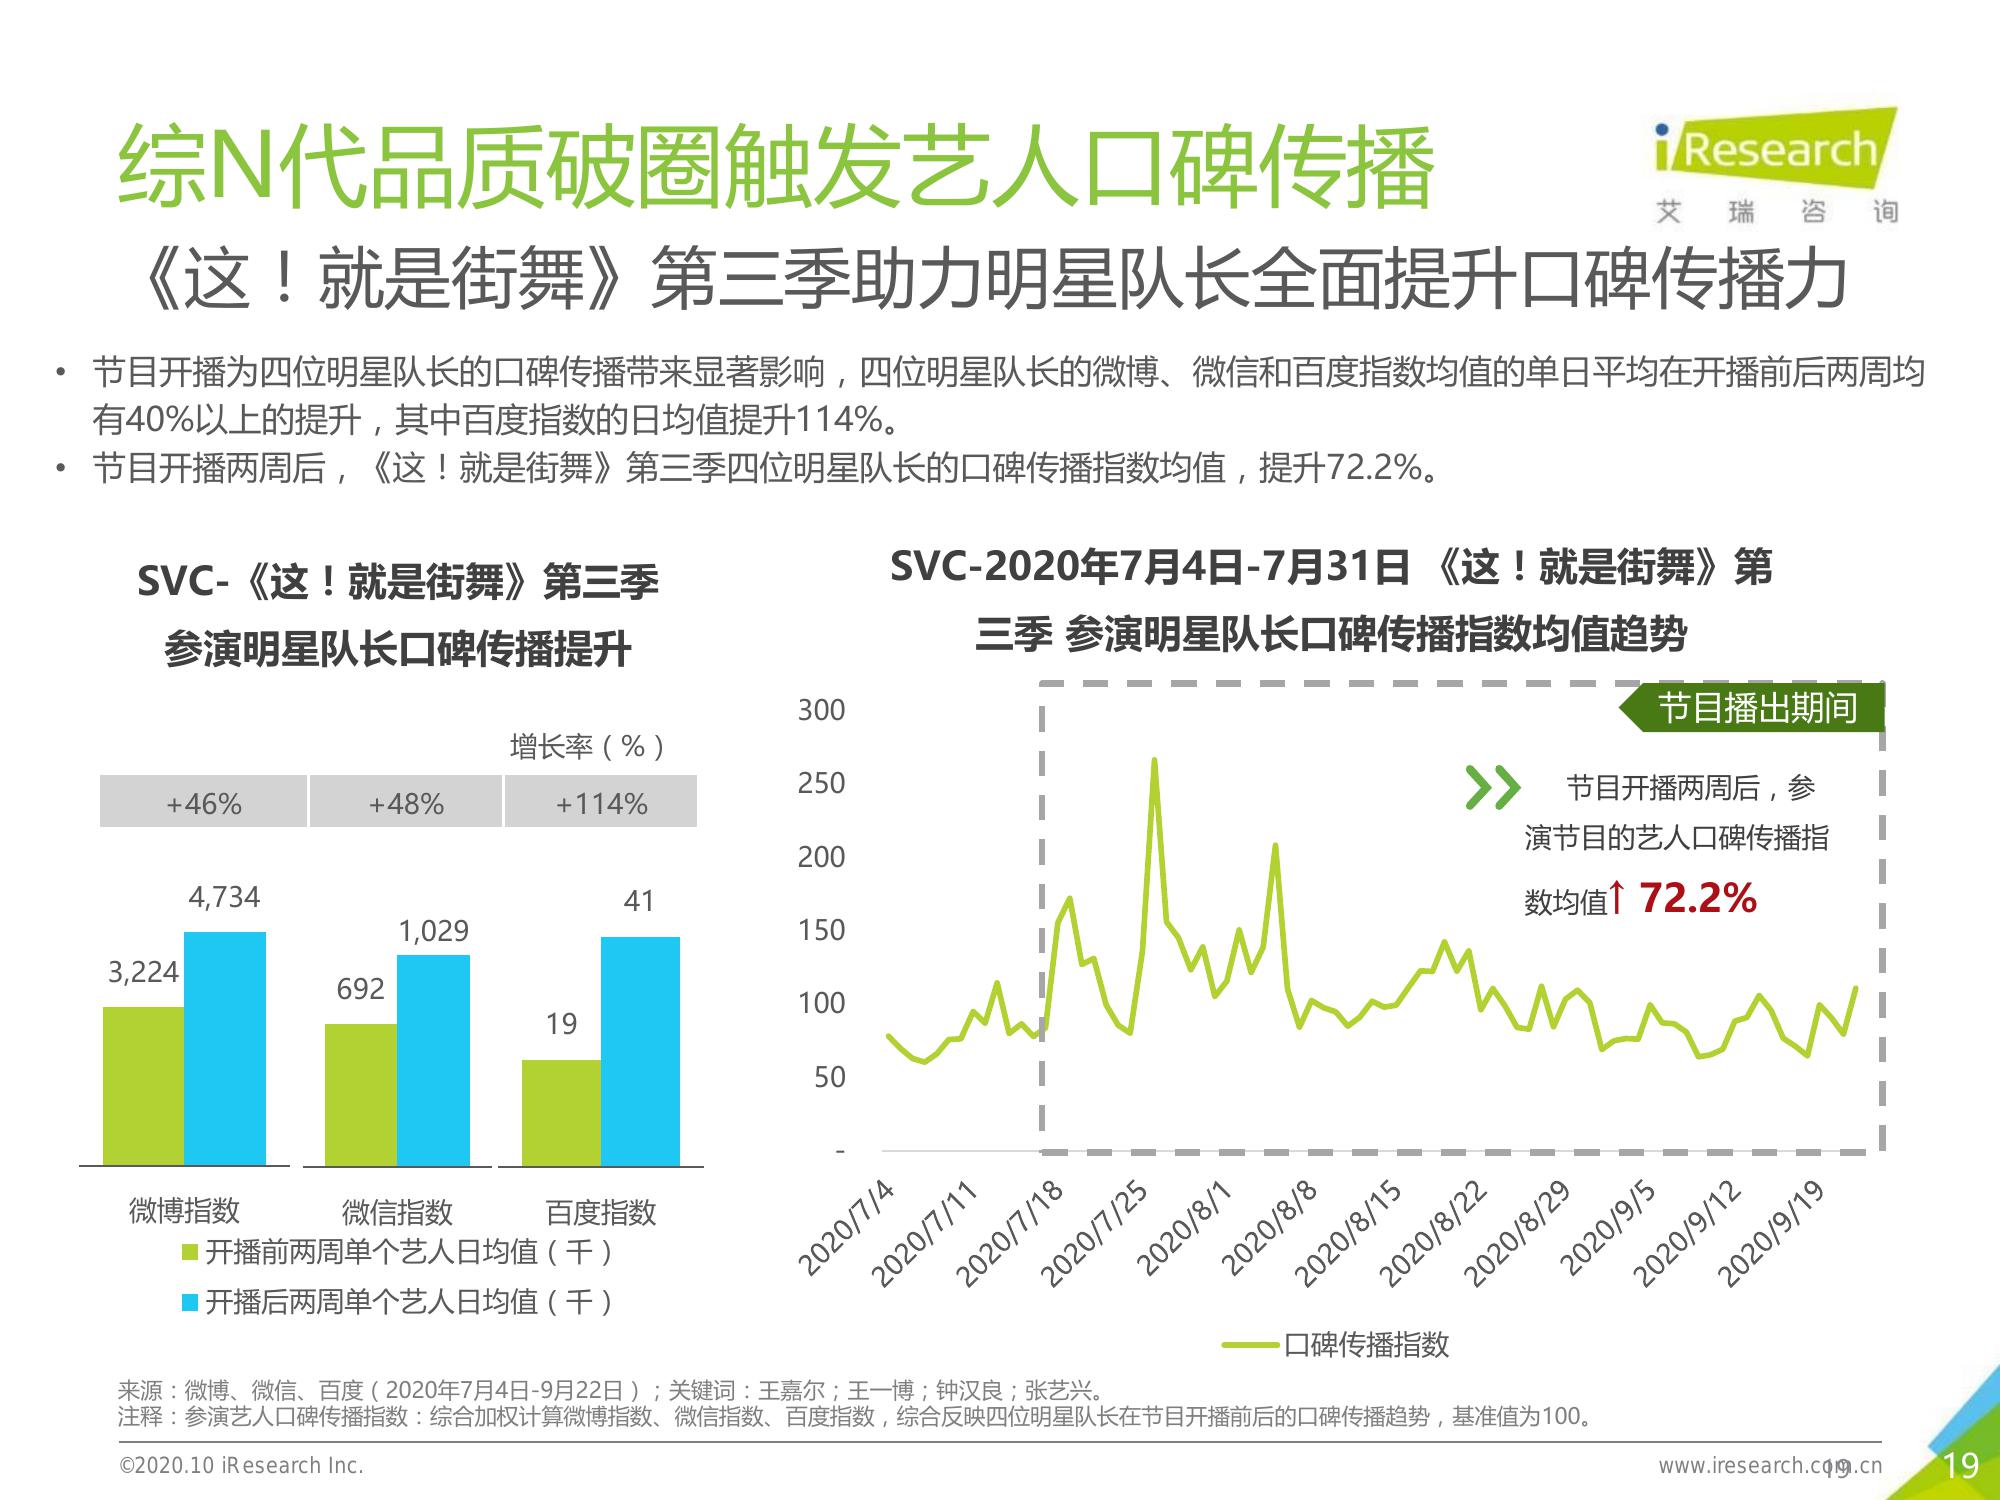 综N代品质破圈触发艺人口碑传播
iResearch
艾瑞咨询
《这！就是街舞》第三季助力明星队长全面提升口碑传播力
• 节目开播为四位明星队长的口碑传播带来显著影响，四位明星队长的微博、微信和百度指数均值的单日平均在开播前后两周均
有40%以上的提升，其中百度指数的日均值提升114%。
• 节目开播两周后，《这！就是街舞》第三季四位明星队长的口碑传播指数均值，提升72.2%。
SVC-《这！就是街舞》第三季
参演明星队长口碑传播提升
增长率（%）
+46% +48% +114%
4,734
41
1,029
3,224
692
19
微博指数 微信指数 百度指数
开播前两周单个艺人日均值（千）
开播后两周单个艺人日均值（千）
SVC-2020年7月4日-7月31日 《这！就是街舞》第
三季 参演明星队长口碑传播指数均值趋势
节目播出期间
节目开播两周后，参
演节目的艺人口碑传播指
数均值↑ 72.2%
300
250
200
150
100
50
-
2020/7/4
2020/7/11
2020/7/18
2020/7/25
2020/8/1
2020/8/8
2020/8/15
2020/8/22
2020/8/29
2020/9/5
2020/9/12
2020/9/19
口碑传播指数
来源：微博、微信、百度（2020年7月4日-9月22日）；关键词：王嘉尔；王一博；钟汉良；张艺兴。
注释：参演艺人口碑传播指数：综合加权计算微博指数、微信指数、百度指数，综合反映四位明星队长在节目开播前后的口碑传播趋势，基准值为100。
©2020.10 iResearch Inc.
www.iresearch.com.cn
19
19